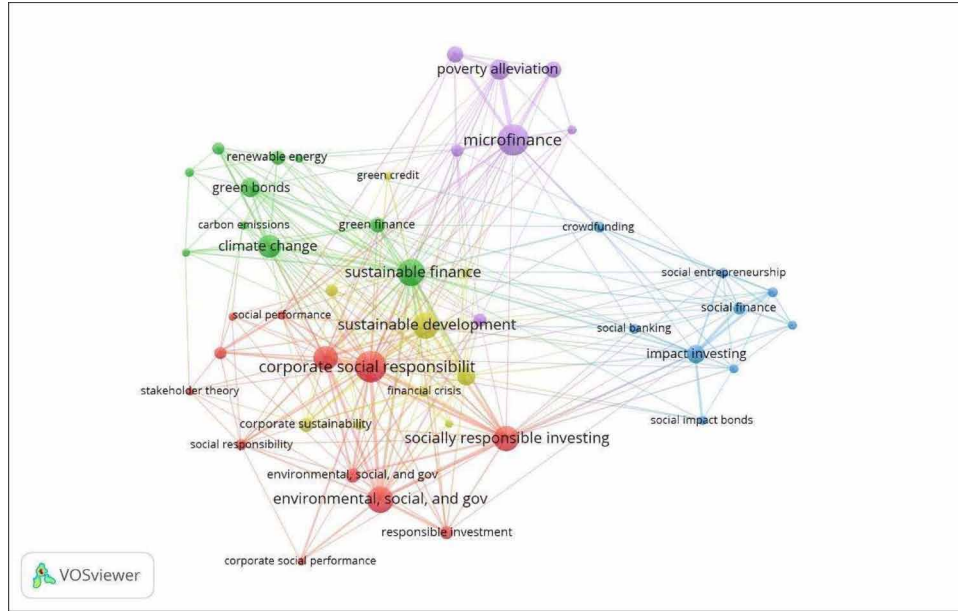 poverty alleviation
microfinance
renewable energy
green credit
green bonds
carbon emissions
green finance
crowdfunding
climate change
sustainable finance
social entrepreneurship
social finance
social performance
sustainable development
social banking
impact investing
corporate social responsibilit
stakeholder theory
financial crisis
social impact bonds
corporate sustainability
social responsibility
socially responsible investing
environmental, social, and gov
environmental, social, and gov
responsible investment
corporate social performance
VOSviewer